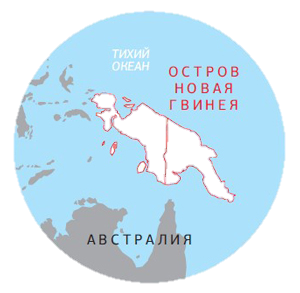 ТИХИЙ
ОКЕАН
ОСТРОВ
НОВАЯ
ГВИНЕЯ
АВСТРАЛИЯ